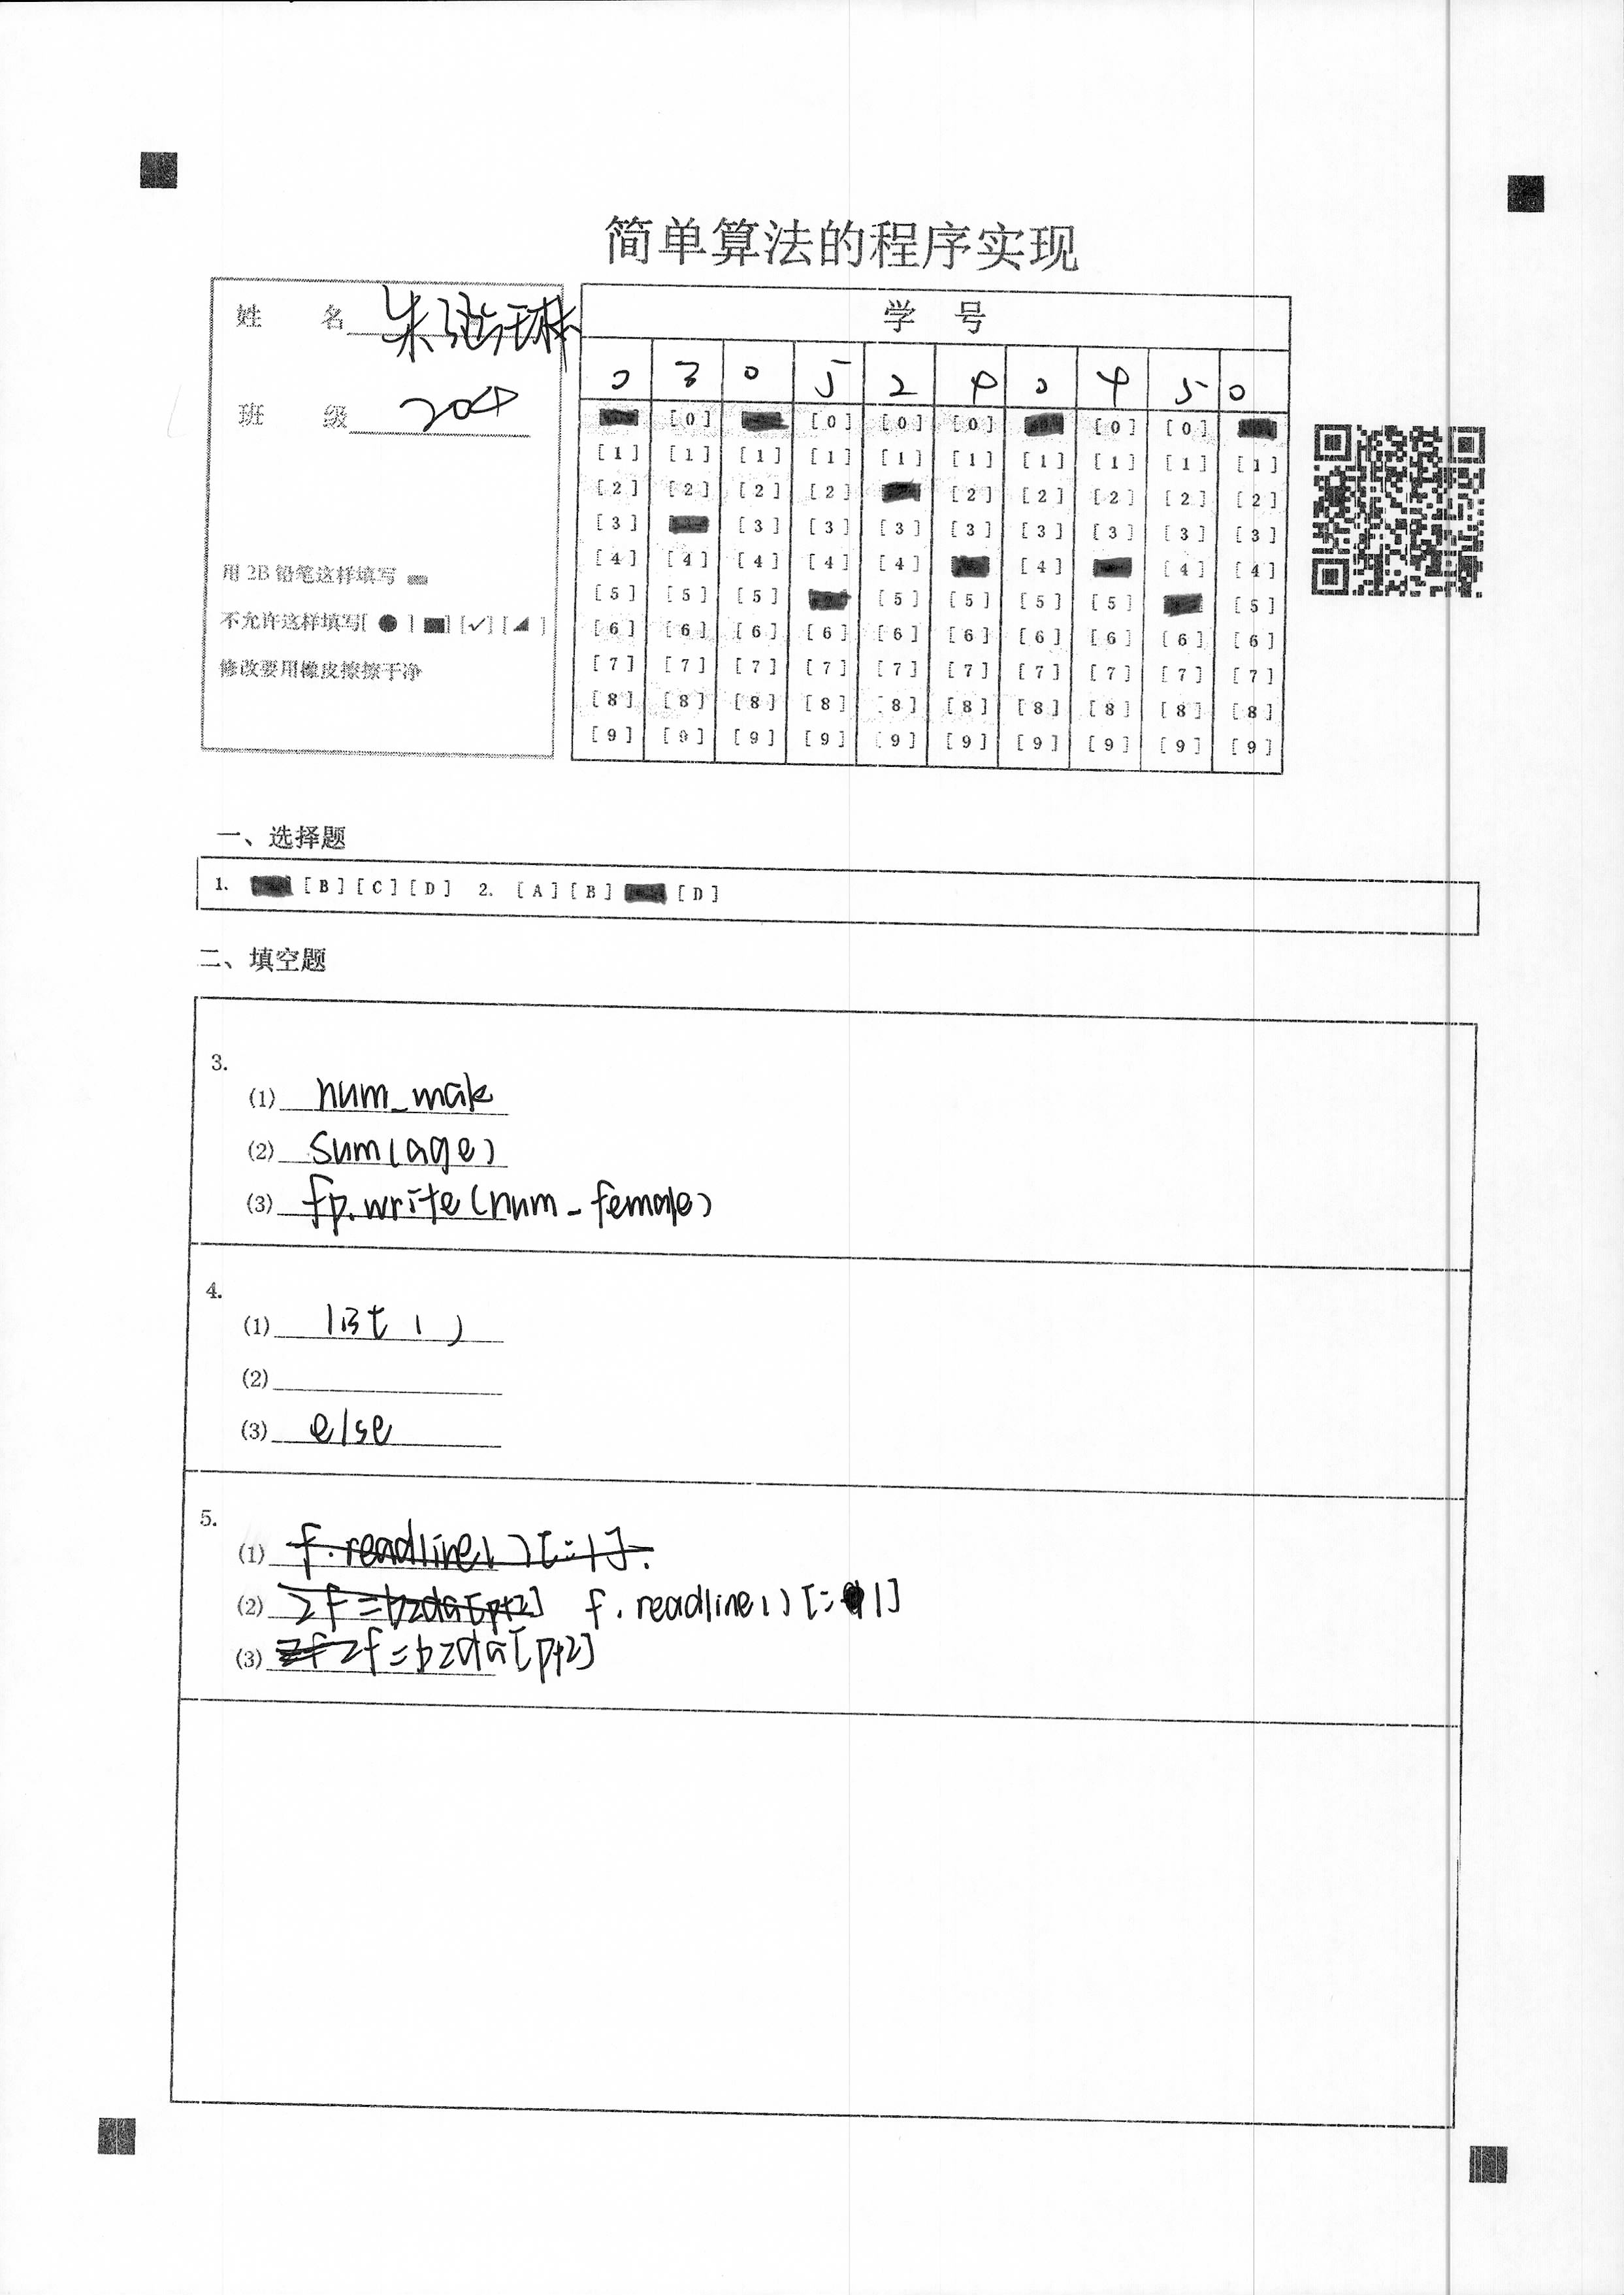 简单算法的程序实现
姓 名 朱
班 级 204
用 2B 铅笔这样填写
不允许这样填写[ ● ] [■] [✓] [◢ ]
修改要用橡皮擦擦干净
学 号
0 3 0 5 2 4 0 4 5 0
[0] [0] [0] [0] [0] [0]
[1] [1] [1] [1] [1] [1] [1] [1] [1] [1]
[2] [2] [2] [2] [2] [2] [2] [2] [2]
[3] [3] [3] [3] [3] [3] [3] [3] [3]
[4] [4] [4] [4] [4] [4] [4] [4]
[5] [5] [5] [5] [5] [5] [5] [5]
[6] [6] [6] [6] [6] [6] [6] [6] [6] [6]
[7] [7] [7] [7] [7] [7] [7] [7] [7] [7]
[8] [8] [8] [8] [8] [8] [8] [8] [8] [8]
[9] [9] [9] [9] [9] [9] [9] [9] [9] [9]
一、选择题
1. [B] [C] [D] 2. [A] [B] [D]
二、填空题
3.
(1) num_male
(2) sum(age)
(3) fp.write(num_female)
4.
(1) list ( )
(2)
(3) else
5.
(1) f.readline()[:-1]
(2) zf=bzda[p+2] f.readline()[:-1]
(3) zf zf=bzda[p+2]